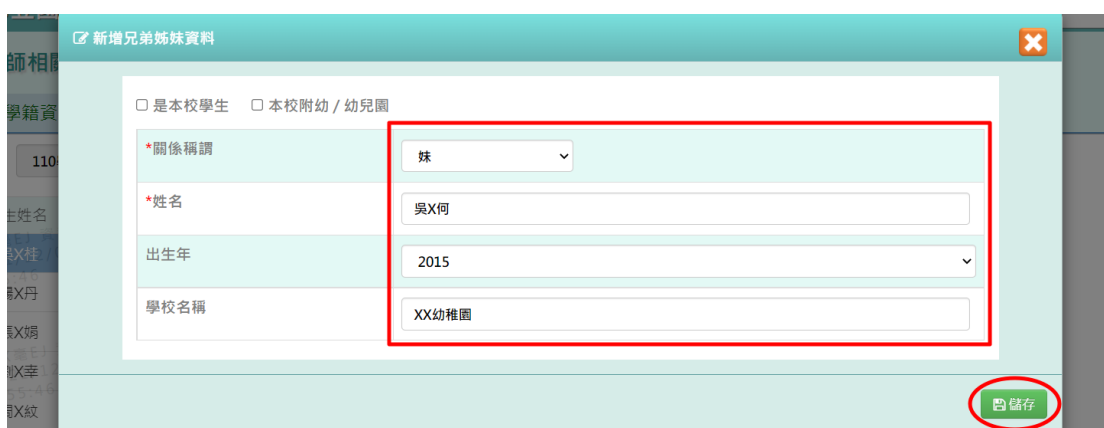 新增兄弟姊妹資料
師相
學籍資
110
是本校學生 本校附幼 / 幼兒園
*關係稱謂 妹
*姓名 吳X何
出生年 2015
學校名稱 XX幼稚園
生姓名
X桂
X丹
X娟
X幸
X紋
儲存